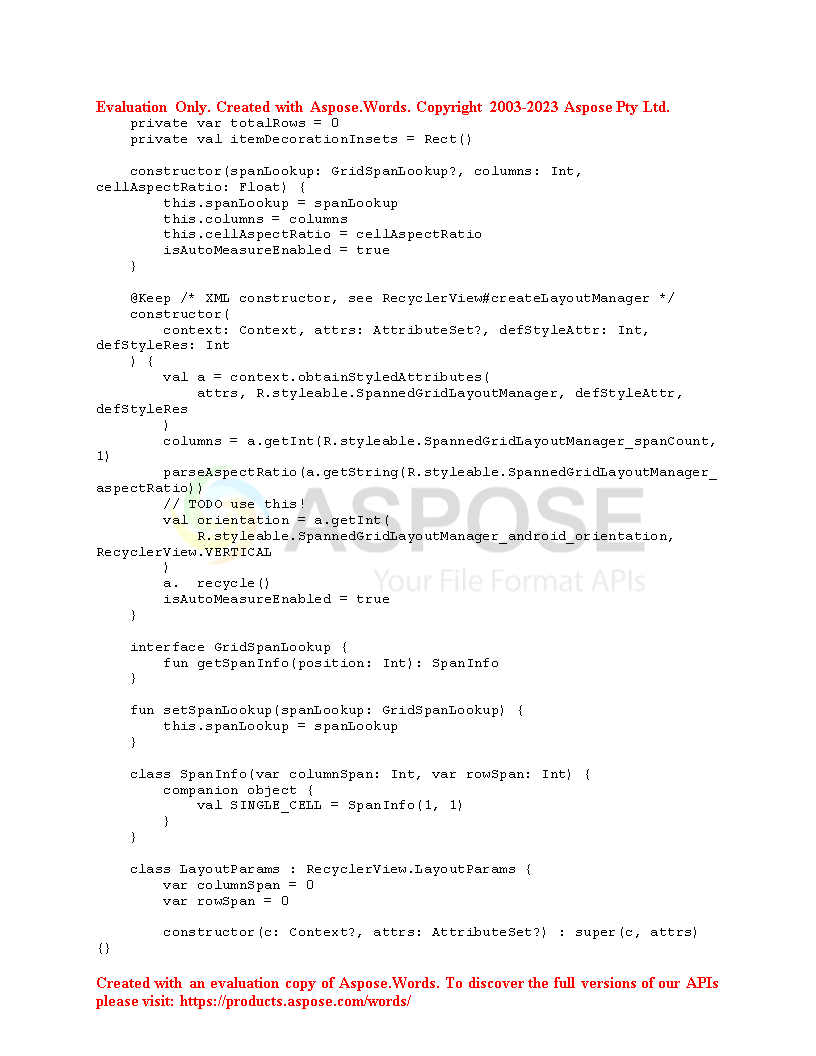 Evaluation Only. Created with Aspose.Words. Copyright 2003-2023 Aspose Pty Ltd.
    private var totalRows = 0
    private val itemDecorationInsets = Rect()

    constructor(spanLookup: GridSpanLookup?, columns: Int,
cellAspectRatio: Float) {
        this.spanLookup = spanLookup
        this.columns = columns
        this.cellAspectRatio = cellAspectRatio
        isAutoMeasureEnabled = true
    }

    @Keep /* XML constructor, see RecyclerView#createLayoutManager */
    constructor(
        context: Context, attrs: AttributeSet?, defStyleAttr: Int,
defStyleRes: Int
    ) {
        val a = context.obtainStyledAttributes(
            attrs, R.styleable.SpannedGridLayoutManager, defStyleAttr,
defStyleRes
        )
        columns = a.getInt(R.styleable.SpannedGridLayoutManager_spanCount,
1)
        parseAspectRatio(a.getString(R.styleable.SpannedGridLayoutManager_
aspectRatio))
        // TODO use this!
        val orientation = a.getInt(
            R.styleable.SpannedGridLayoutManager_android_orientation,
RecyclerView.VERTICAL
        )
        a.  recycle()
        isAutoMeasureEnabled = true
    }

    interface GridSpanLookup {
        fun getSpanInfo(position: Int): SpanInfo
    }

    fun setSpanLookup(spanLookup: GridSpanLookup) {
        this.spanLookup = spanLookup
    }

    class SpanInfo(var columnSpan: Int, var rowSpan: Int) {
        companion object {
            val SINGLE_CELL = SpanInfo(1, 1)
        }
    }

    class LayoutParams : RecyclerView.LayoutParams {
        var columnSpan = 0
        var rowSpan = 0

        constructor(c: Context?, attrs: AttributeSet?) : super(c, attrs)
{}
ASPOSE
Your File Format APIs
Created with an evaluation copy of Aspose.Words. To discover the full versions of our APIs
please visit: https://products.aspose.com/words/